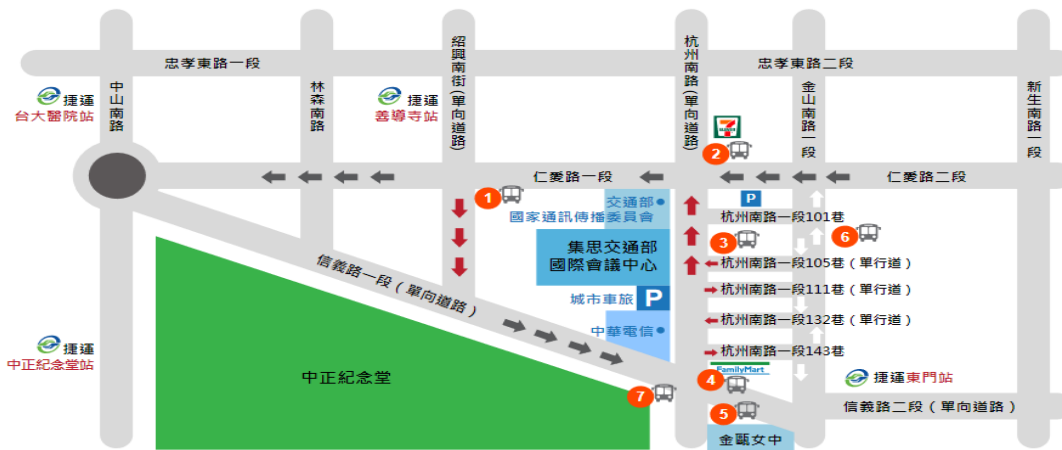 忠孝東路一段
忠孝東路二段
中山南路
林森南路
紹興南街(單向道路)
杭州南路(單向道路)
金山南路一段
新生南路一段
捷運
台大醫院站
捷運
善導寺站
7
ELEVEN
2
仁愛路一段
仁愛路二段
1
交通部
國家通訊傳播委員會
P
杭州南路一段101巷
3
6
集思交通部
國際會議中心
杭州南路一段105巷（單行道）
信義路一段（單向道路）
城市車旅
P
杭州南路一段111巷（單行道）
中華電信
杭州南路一段132巷（單行道）
捷運
中正紀念堂站
杭州南路一段143巷
中正紀念堂
FamilyMart
4
捷運東門站
7
5
信義路二段（單向道路）
金甌女中